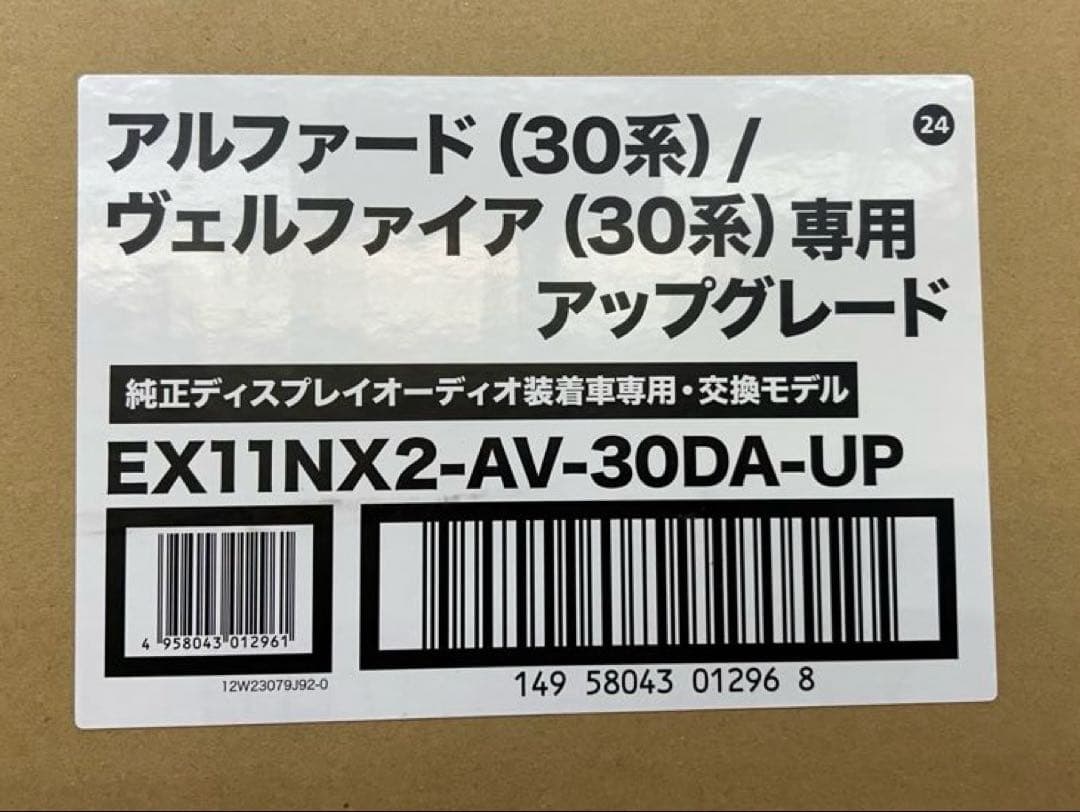 アルファード（30系）/
24
ヴェルファイア（30系）専用
アップグレード
純正ディスプレイオーディオ装着車専用・交換モデル
EX11NX2-AV-30DA-UP
4 958043 012961
12W23079J92-0
149 58043 01296 8